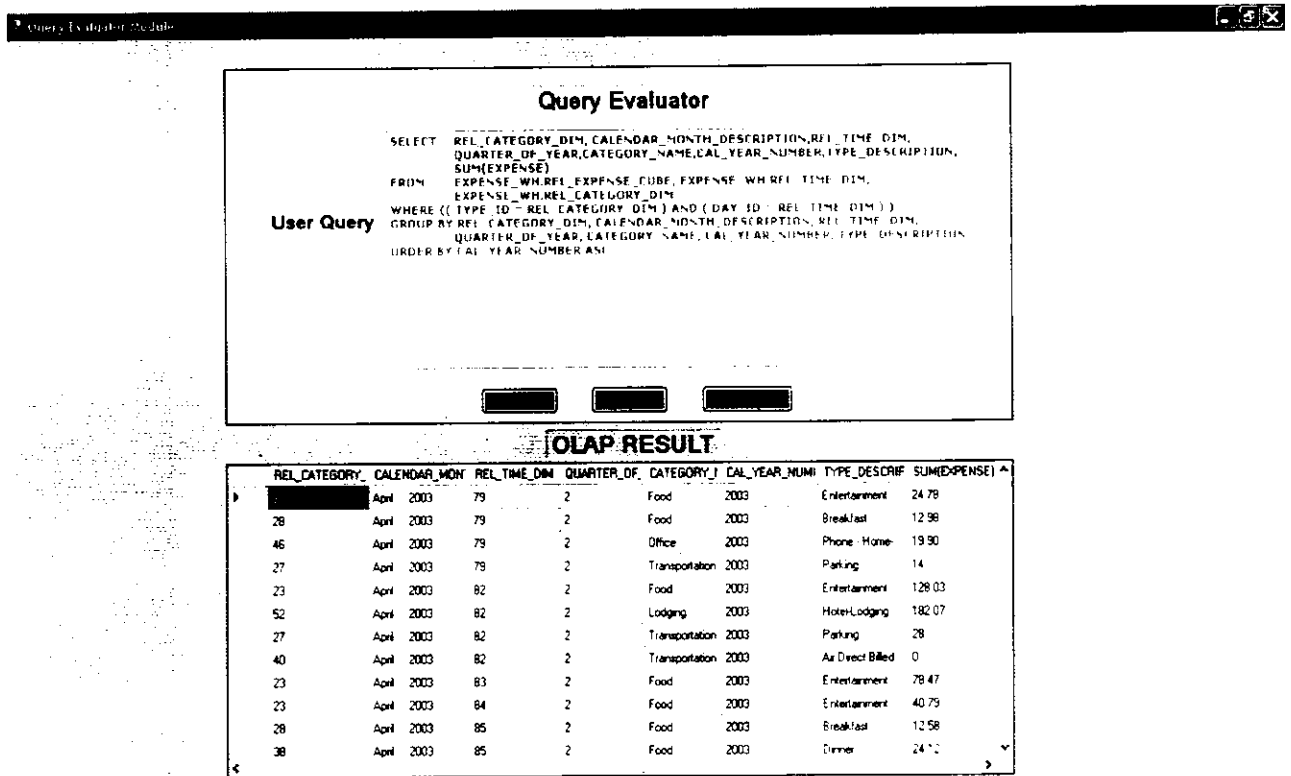 Query Evaluator Module
Query Evaluator
SELECT REL_CATEGORY_DIM, CALENDAR_MONTH_DESCRIPTION,REL_TIME_DIM,
QUARTER_OF_YEAR,CATEGORY_NAME,CAL_YEAR_NUMBER,TYPE_DESCRIPTION,
SUM(EXPENSE)
FROM EXPENSE_WH.REL_EXPENSE_CUBE, EXPENSE_WH.REL_TIME_DIM,
EXPENSE_WH.REL_CATEGORY_DIM
WHERE (( TYPE_ID = REL_CATEGORY_DIM ) AND ( DAY_ID = REL_TIME_DIM ) )
User Query
GROUP BY REL_CATEGORY_DIM, CALENDAR_MONTH_DESCRIPTION, REL_TIME_DIM,
QUARTER_OF_YEAR, CATEGORY_NAME, CAL_YEAR_NUMBER, TYPE_DESCRIPTION
ORDER BY CAL_YEAR_NUMBER ASC
OLAP RESULT
REL_CATEGORY_ CALENDAR_MON REL_TIME_DIM QUARTER_OF_ CATEGORY_N CAL_YEAR_NUMI TYPE_DESCRIF SUM(EXPENSE)
April 2003 79 2 Food 2003 Entertainment 24.78
28 April 2003 79 2 Food 2003 Breakfast 12.98
46 April 2003 79 2 Office 2003 Phone - Home- 19.90
27 April 2003 79 2 Transportation 2003 Parking 14
23 April 2003 82 2 Food 2003 Entertainment 128.03
52 April 2003 82 2 Lodging 2003 Hotel-Lodging 182.07
27 April 2003 82 2 Transportation 2003 Parking 28
40 April 2003 82 2 Transportation 2003 Air Direct Billed 0
23 April 2003 83 2 Food 2003 Entertainment 78.47
23 April 2003 84 2 Food 2003 Entertainment 40.79
28 April 2003 85 2 Food 2003 Breakfast 12.58
38 April 2003 85 2 Food 2003 Dinner